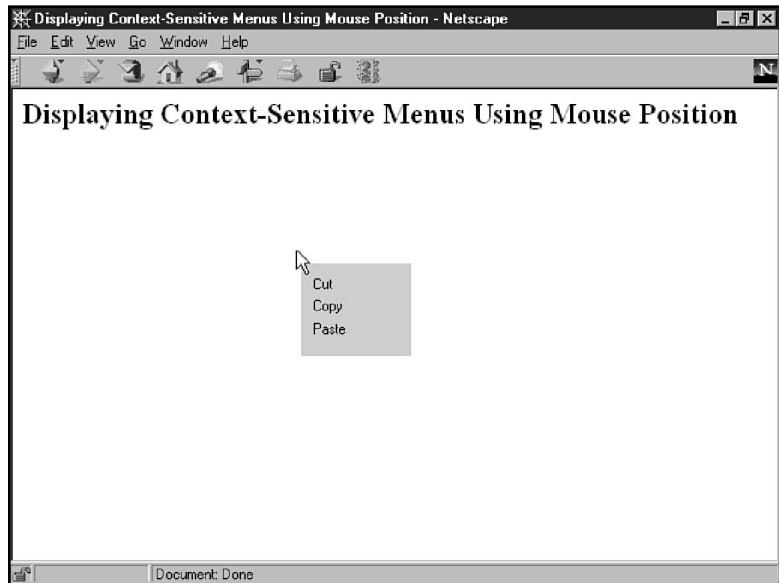 Displaying Context-Sensitive Menus Using Mouse Position - Netscape
File Edit View Go Window Help
N
Displaying Context-Sensitive Menus Using Mouse Position
Cut
Copy
Paste
Document: Done